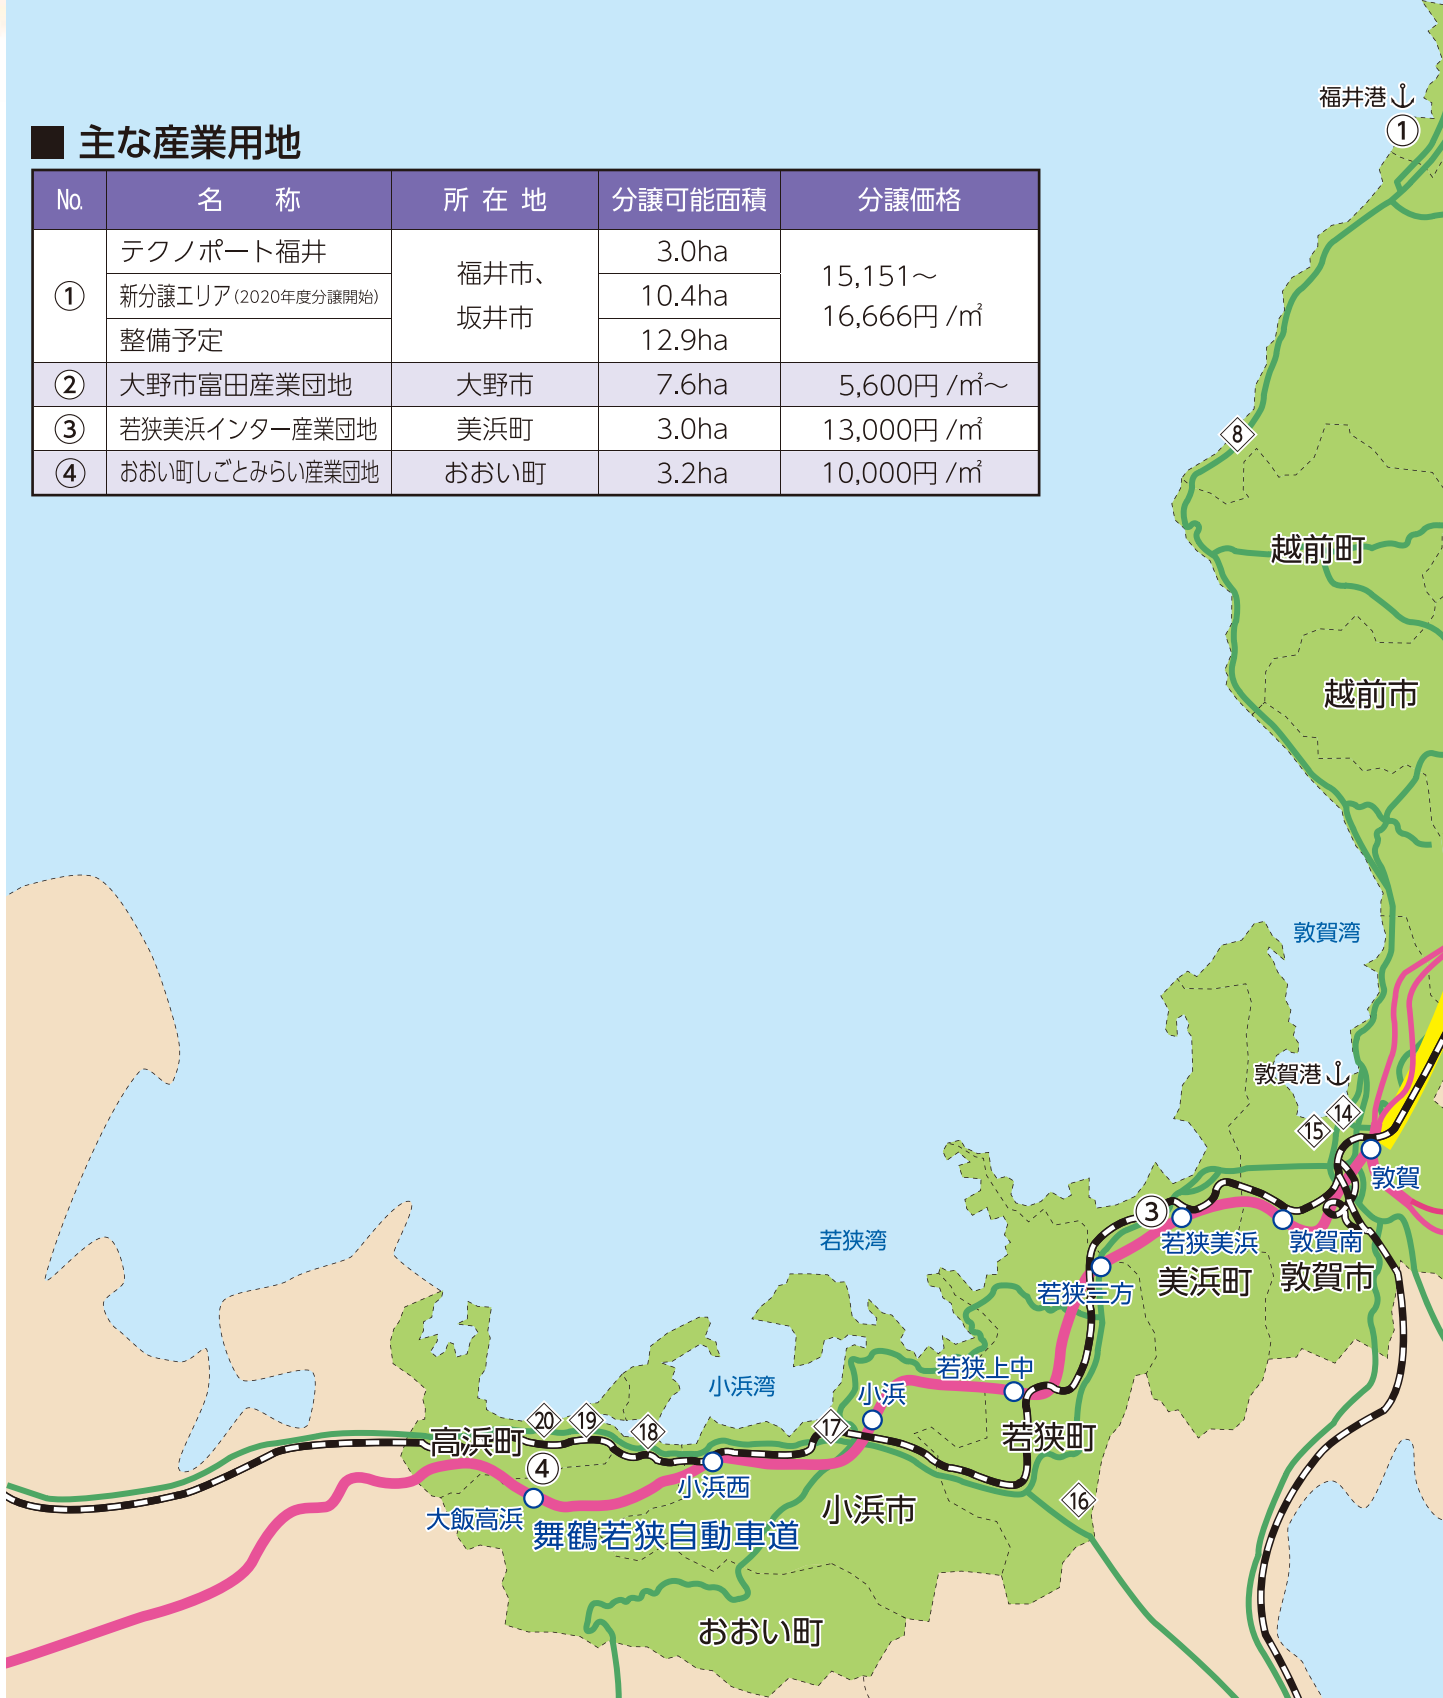 ■ 主な産業用地
No. 名称 所在地 分譲可能面積 分譲価格
① テクノポート福井 福井市、坂井市 3.0ha 15,151～16,666円/㎡
新分譲エリア(2020年度分譲開始) 10.4ha
整備予定 12.9ha
② 大野市富田産業団地 大野市 7.6ha 5,600円/㎡～
③ 若狭美浜インター産業団地 美浜町 3.0ha 13,000円/㎡
④ おおい町しごとみらい産業団地 おおい町 3.2ha 10,000円/㎡
福井港
①
8
越前町
越前市
敦賀湾
敦賀港
14
15
敦賀
③
若狭湾
若狭美浜
敦賀南
美浜町
敦賀市
若狭三方
若狭上中
小浜湾
小浜
20
19
18
17
高浜町
若狭町
④
小浜西
16
大飯高浜
小浜市
舞鶴若狭自動車道
おおい町